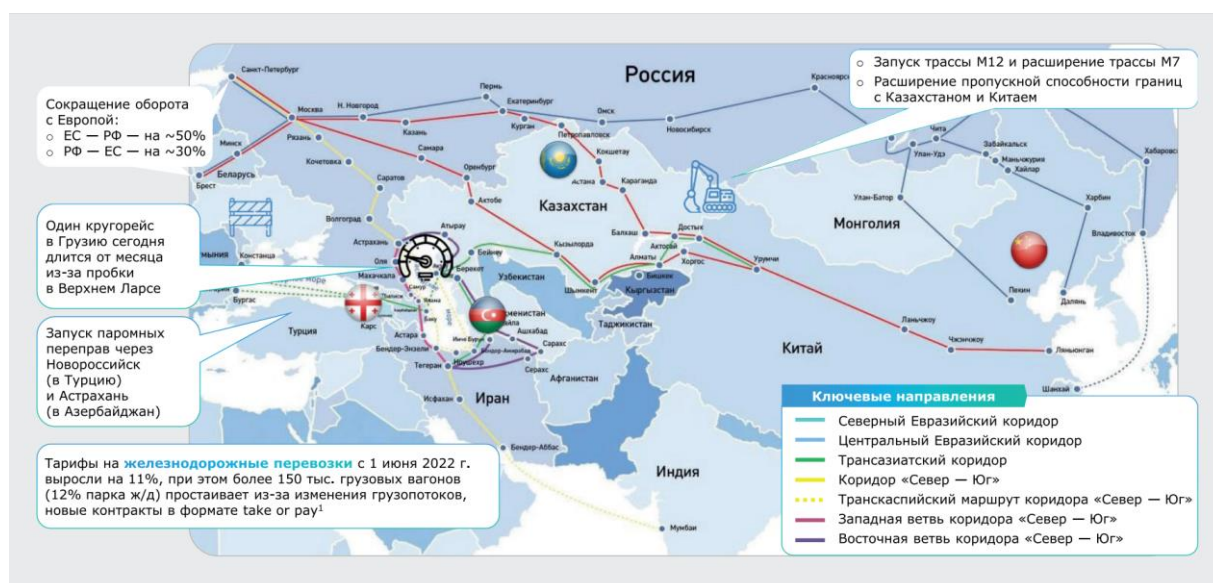 Россия
Санкт-Петербург
Москва
Н. Новгород
Пермь
Екатеринбург
Казань
Курган
Омск
Новосибирск
Петропавловск
Рязань
Самара
Кочетовка
Оренбург
Минск
Беларусь
Брест
Саратов
Волгоград
Актобе
Кокшетау
Астана
Караганда
Казахстан
Чита
Улан-Удэ
Забайкальск
Маньчжурия
Хайлар
Хабаровск
Улан-Батор
Монголия
Харбин
Владивосток
Астрахань
Атырау
Оля
Махачкала
Бейнеу
Берекет
Кызылорда
Балхаш
Достык
Актогай
Алматы
Хоргос
Урумчи
Шымкент
Бишкек
Кыргызстан
Узбекистан
Таджикистан
Констанца
Бургас
Турция
Карс
Самур
Баку
Астара
Бендер-Энзели
Тегеран
Ашхабад
Сарахс
Серахс
Афганистан
Исфахан
Иран
Бендер-Аббас
Индия
Мумбаи
Китай
Пекин
Далянь
Ланьчжоу
Чжэнчжоу
Ляньюнган
Шанхай
Сокращение оборота
с Европой:
ЕС — РФ — на ~50%
РФ — ЕС — на ~30%
Запуск трассы М12 и расширение трассы М7
Расширение пропускной способности границ
с Казахстаном и Китаем
Один кругорейс
в Грузию сегодня
длится от месяца
из-за пробки
в Верхнем Ларсе
Запуск паромных
переправ через
Новороссийск
(в Турцию)
и Астрахань
(в Азербайджан)
Тарифы на железнодорожные перевозки с 1 июня 2022 г.
выросли на 11%, при этом более 150 тыс. грузовых вагонов
(12% парка ж/д) простаивает из-за изменения грузопотоков,
новые контракты в формате take or pay¹
Ключевые направления
Северный Евразийский коридор
Центральный Евразийский коридор
Трансазиатский коридор
Коридор «Север — Юг»
Транскаспийский маршрут коридора «Север — Юг»
Западная ветвь коридора «Север — Юг»
Восточная ветвь коридора «Север — Юг»